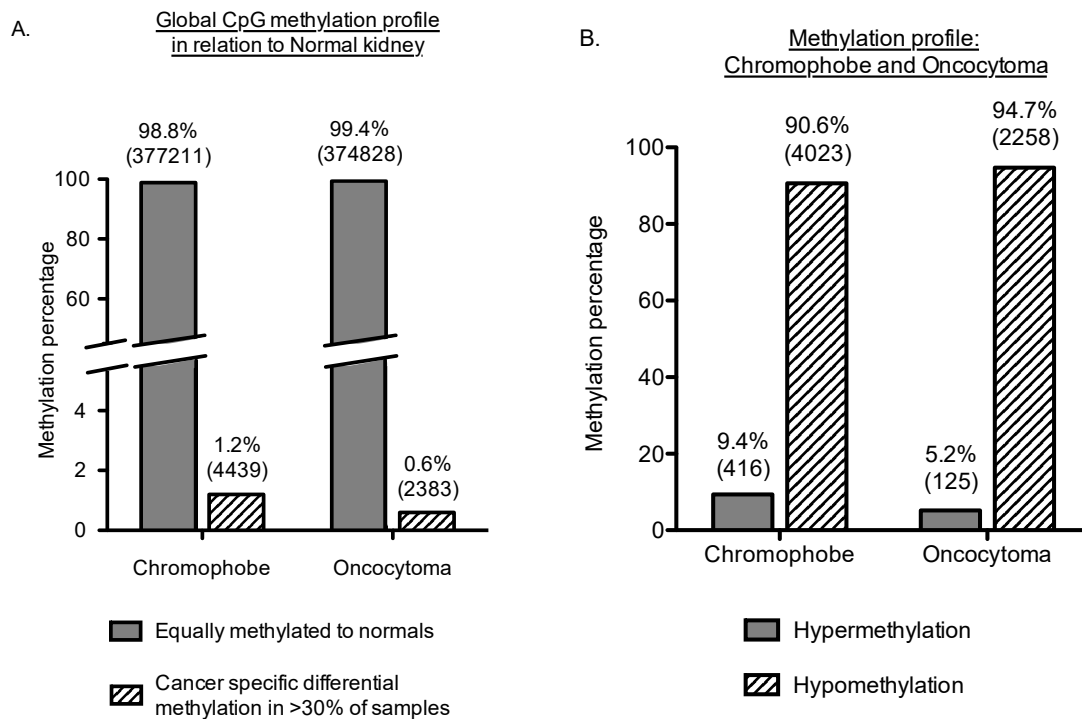 A.
Global CpG methylation profile
in relation to Normal kidney
98.8%
(377211)
99.4%
(374828)
100
80
60
4
2
0
Methylation percentage
1.2%
(4439)
0.6%
(2383)
Chromophobe
Oncocytoma
Equally methylated to normals
Cancer specific differential
methylation in >30% of samples
B.
Methylation profile:
Chromophobe and Oncocytoma
90.6%
(4023)
94.7%
(2258)
100
80
60
40
20
0
Methylation percentage
9.4%
(416)
5.2%
(125)
Chromophobe
Oncocytoma
Hypermethylation
Hypomethylation